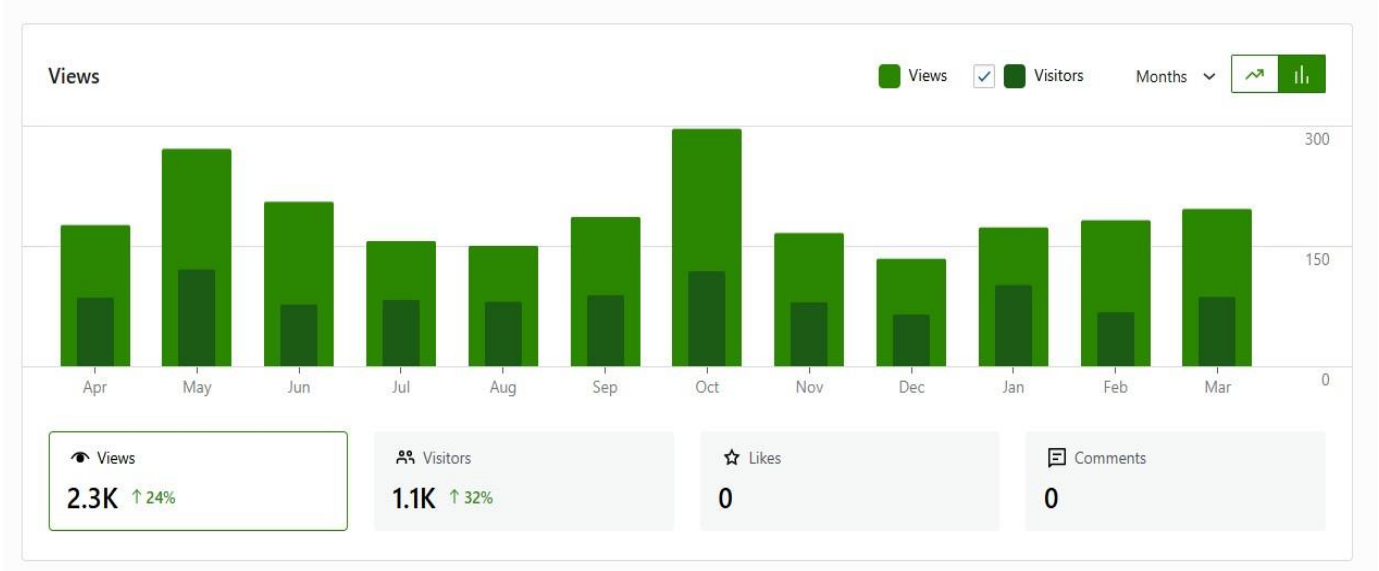 Views
Views Visitors Months
300
150
0
Apr May Jun Jul Aug Sep Oct Nov Dec Jan Feb Mar
Views Visitors Likes Comments
2.3K ↑ 24% 1.1K ↑ 32% 0 0